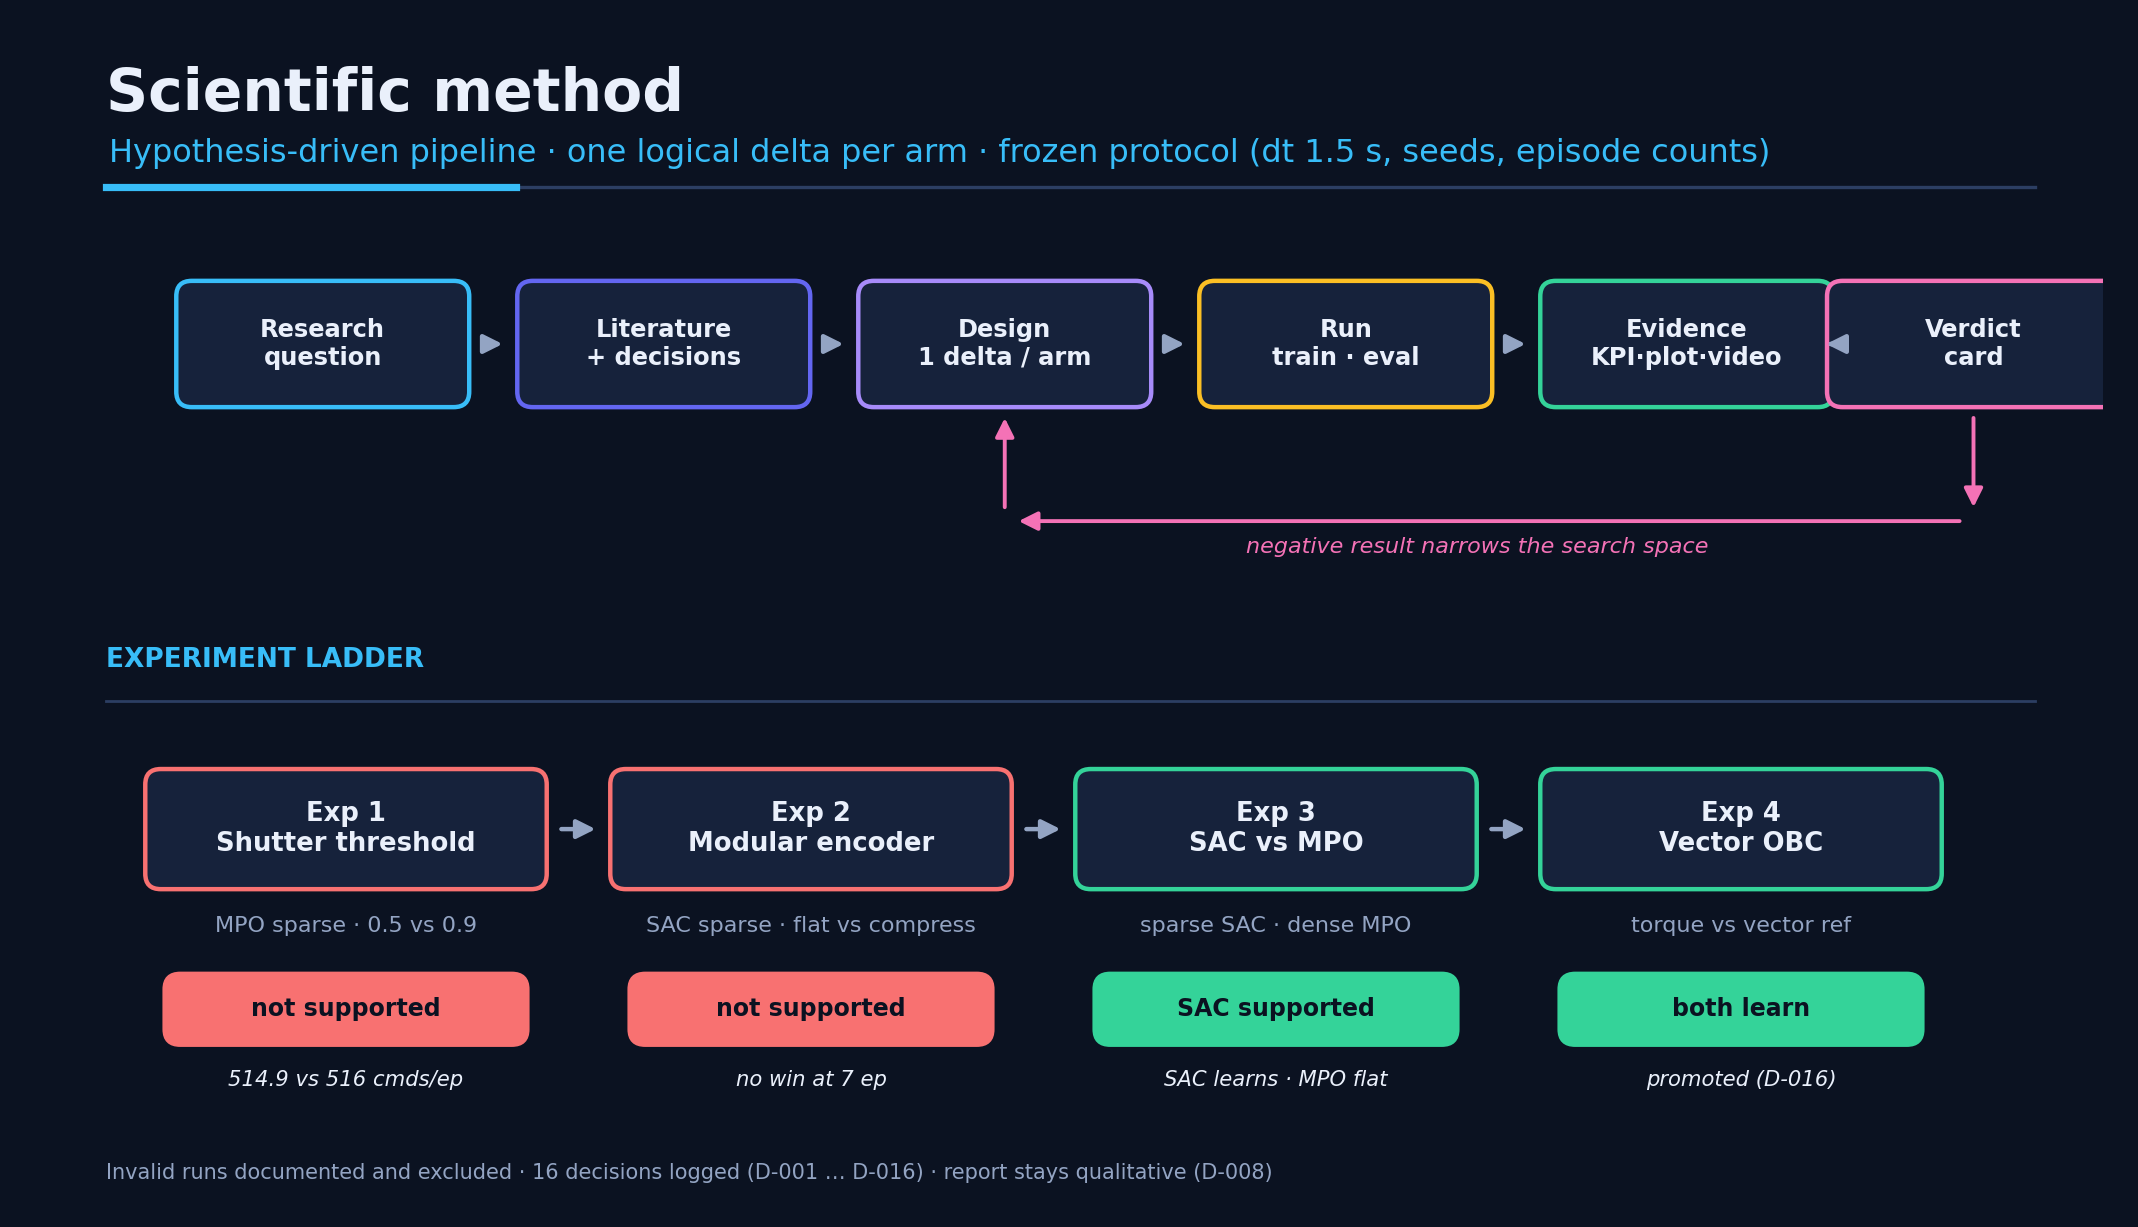 Scientific method
Hypothesis-driven pipeline · one logical delta per arm · frozen protocol (dt 1.5 s, seeds, episode counts)
Research
question
Literature
+ decisions
Design
1 delta / arm
Run
train · eval
Evidence
KPI·plot·video
Verdict
card
negative result narrows the search space
EXPERIMENT LADDER
Exp 1
Shutter threshold
MPO sparse · 0.5 vs 0.9
not supported
514.9 vs 516 cmds/ep
Exp 2
Modular encoder
SAC sparse · flat vs compress
not supported
no win at 7 ep
Exp 3
SAC vs MPO
sparse SAC · dense MPO
SAC supported
SAC learns · MPO flat
Exp 4
Vector OBC
torque vs vector ref
both learn
promoted (D-016)
Invalid runs documented and excluded · 16 decisions logged (D-001 … D-016) · report stays qualitative (D-008)